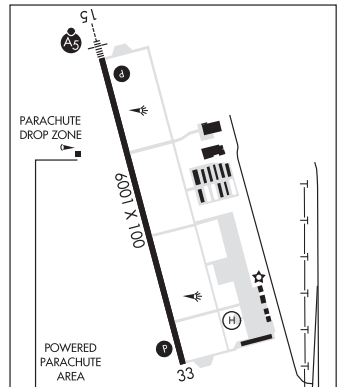 15
A5
P
PARACHUTE
DROP ZONE
6001 X 100
H
P
33
POWERED
PARACHUTE
AREA